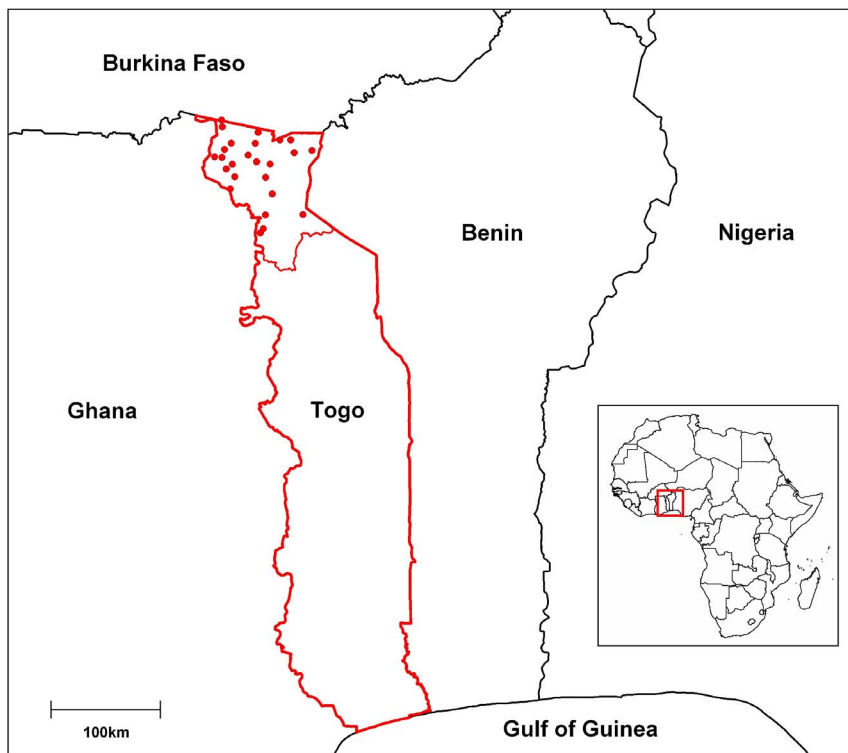 Burkina Faso
Benin
Nigeria
Ghana
Togo
100km
Gulf of Guinea